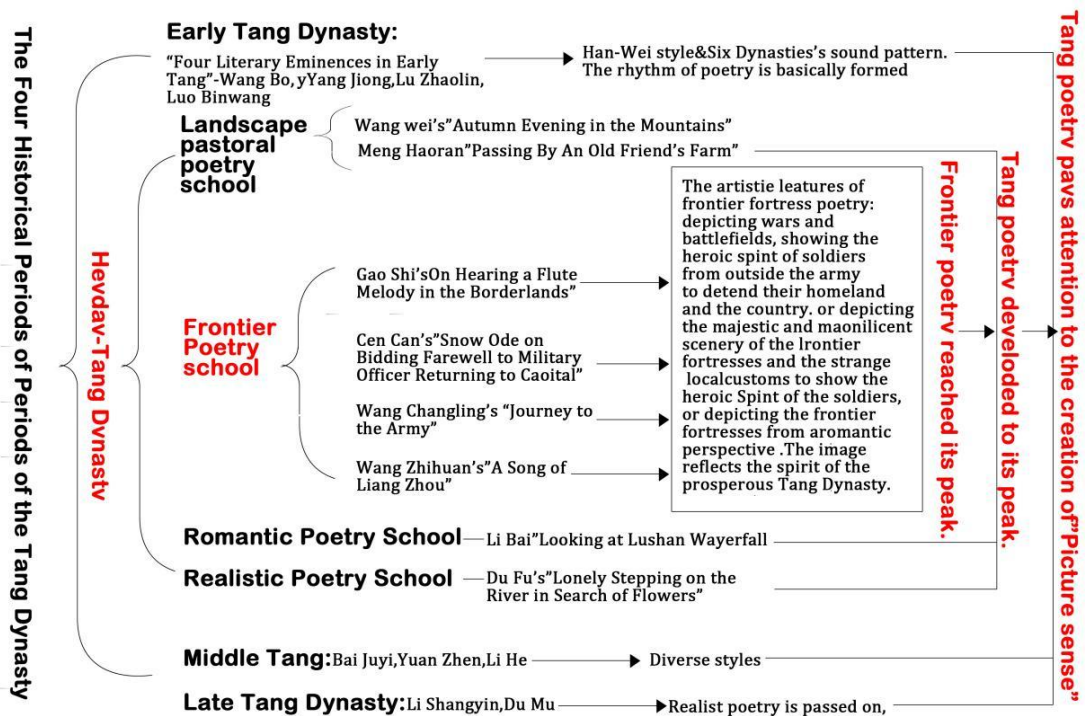 The Four Historical Periods of Periods of the Tang Dynasty
Early Tang Dynasty:
“Four Literary Eminences in Early
Tang”-Wang Bo, yYang Jiong,Lu Zhaolin,
Luo Binwang
Han-Wei style&Six Dynasties’s sound pattern.
The rhythm of poetry is basically
formed
Hevdav-Tang Dvnastv
Landscape
pastoral
poetry
school
Wang wei’s”Autumn Evening in the Mountains”
Meng Haoran”Passing By An Old Friend’s Farm”
Frontier
Poetry
school
Gao Shi’sOn Hearing a Flute
Melody in the Borderlands”
Cen Can’s”Snow Ode on
Bidding Farewell to Military
Officer Returning to Caoital”
Wang Changling’s “Journey to
the Army”
Wang Zhihuan’s”A Song of
Liang Zhou”
The artistie leatures of
frontier fortress poetry:
depicting wars and
battlefields, showing the
heroic spint of soldiers
from outside the army
to detend their homeland
and the country. or depicting
the majestic and maonilicent
scenery of the lrontier
fortresses and the strange
localcustoms to show the
heroic Spint of the soldiers,
or depicting the frontier
fortresses from aromantic
perspective .The image
reflects the spirit of the
prosperous Tang Dynasty.
Frontier poetrv reached its peak.
Romantic Poetry School
Li Bai”Looking at Lushan Wayerfall
Realistic Poetry School
Du Fu’s”Lonely Stepping on the
River in Search of Flowers”
Tang poetrv develoded to its peak.
Middle Tang:Bai Juyi,Yuan Zhen,Li He
Diverse styles
Late Tang Dynasty:Li Shangyin,Du Mu
Realist poetry is passed on,
Tang poetrv pavs attention to the creation of”Picture sense”